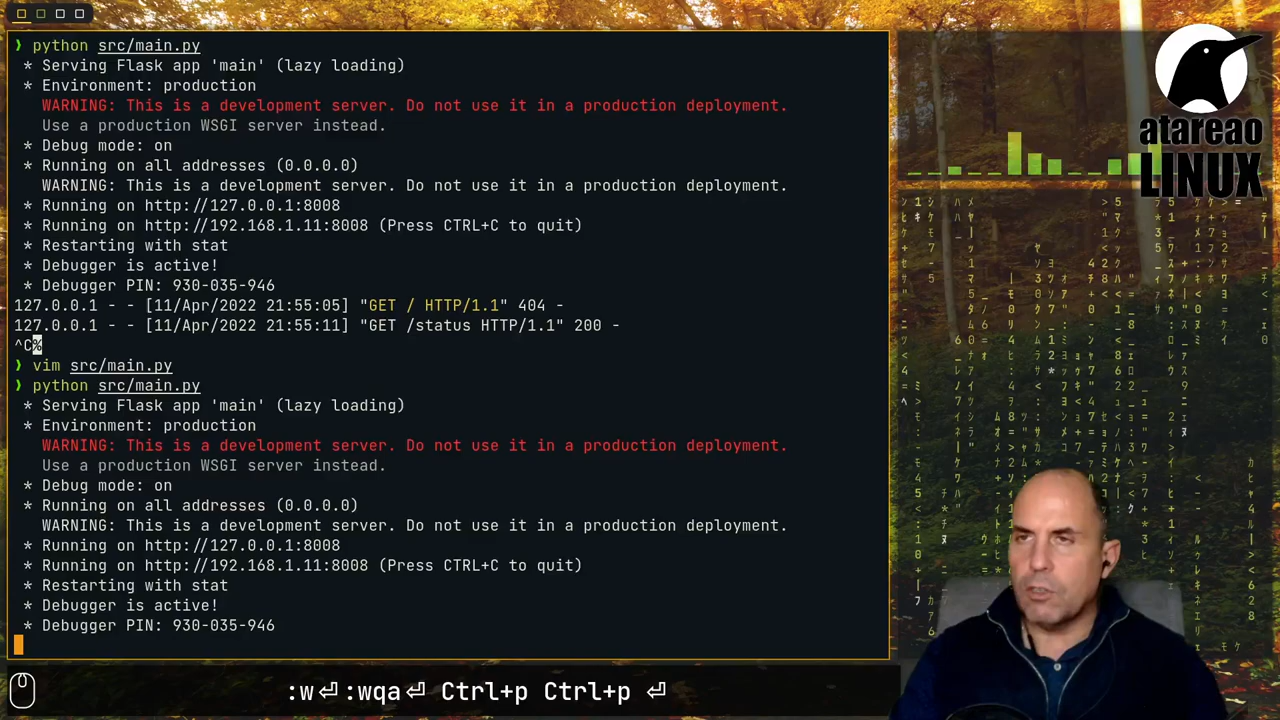 ❯ python src/main.py
* Serving Flask app 'main' (lazy loading)
* Environment: production
WARNING: This is a development server. Do not use it in a production deployment.
Use a production WSGI server instead.
* Debug mode: on
* Running on all addresses (0.0.0.0)
WARNING: This is a development server. Do not use it in a production deployment.
* Running on http://127.0.0.1:8008
* Running on http://192.168.1.11:8008 (Press CTRL+C to quit)
* Restarting with stat
* Debugger is active!
* Debugger PIN: 930-035-946
127.0.0.1 - - [11/Apr/2022 21:55:05] "GET / HTTP/1.1" 404 -
127.0.0.1 - - [11/Apr/2022 21:55:11] "GET /status HTTP/1.1" 200 -
^C%
❯ vim src/main.py
❯ python src/main.py
* Serving Flask app 'main' (lazy loading)
* Environment: production
WARNING: This is a development server. Do not use it in a production deployment.
Use a production WSGI server instead.
* Debug mode: on
* Running on all addresses (0.0.0.0)
WARNING: This is a development server. Do not use it in a production deployment.
* Running on http://127.0.0.1:8008
* Running on http://192.168.1.11:8008 (Press CTRL+C to quit)
* Restarting with stat
* Debugger is active!
* Debugger PIN: 930-035-946
:w⏎:wqa⏎ Ctrl+p Ctrl+p ⏎
atareao
LINUX